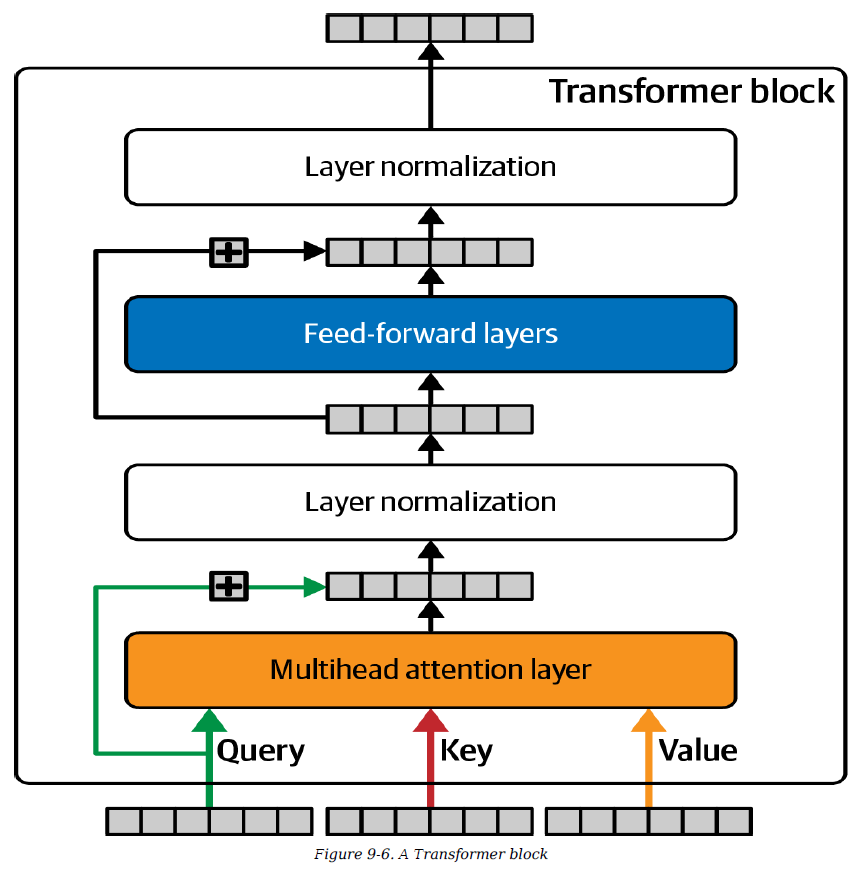 Transformer block
Layer normalization
Feed-forward layers
Layer normalization
Multihead attention layer
Query
Key
Value
Figure 9-6. A Transformer block